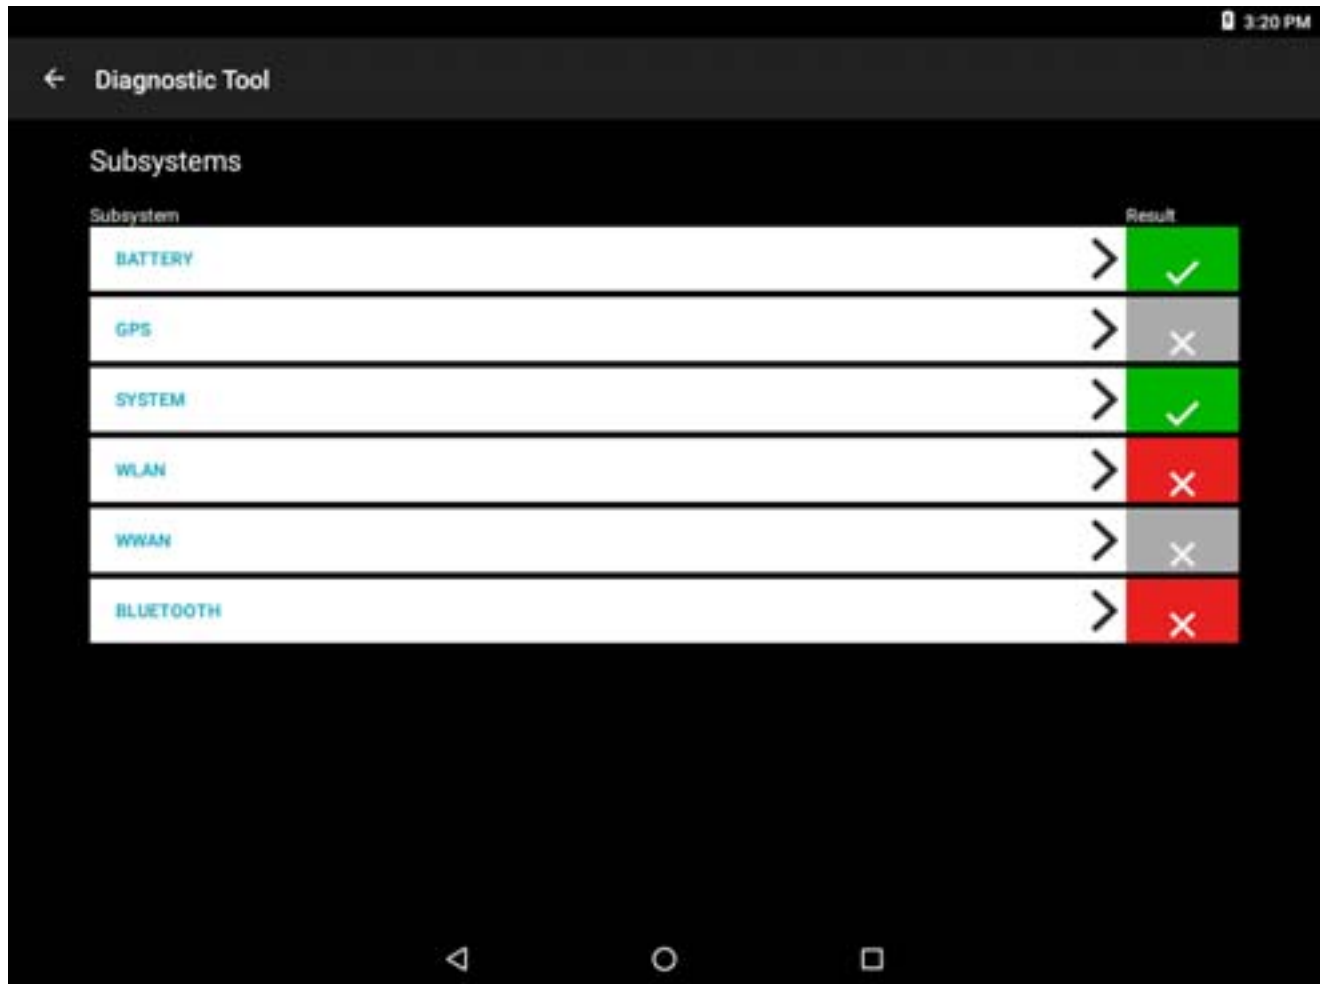 3:20 PM
Diagnostic Tool
Subsystems
Subsystem Result
BATTERY
GPS
SYSTEM
WLAN
WWAN
BLUETOOTH